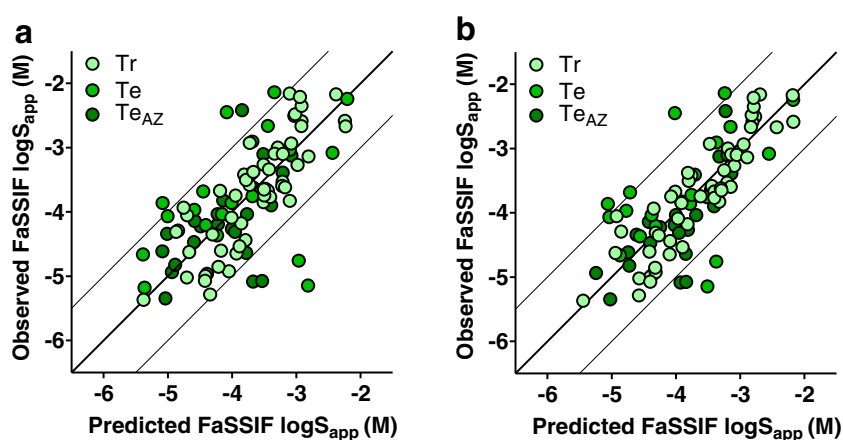 a
Observed FaSSIF logSapp (M)
Tr
Te
TeAZ
-2
-3
-4
-5
-6
-6 -5 -4 -3 -2
Predicted FaSSIF logSapp (M)
b
Observed FaSSIF logSapp (M)
Tr
Te
TeAZ
-2
-3
-4
-5
-6
-6 -5 -4 -3 -2
Predicted FaSSIF logSapp (M)